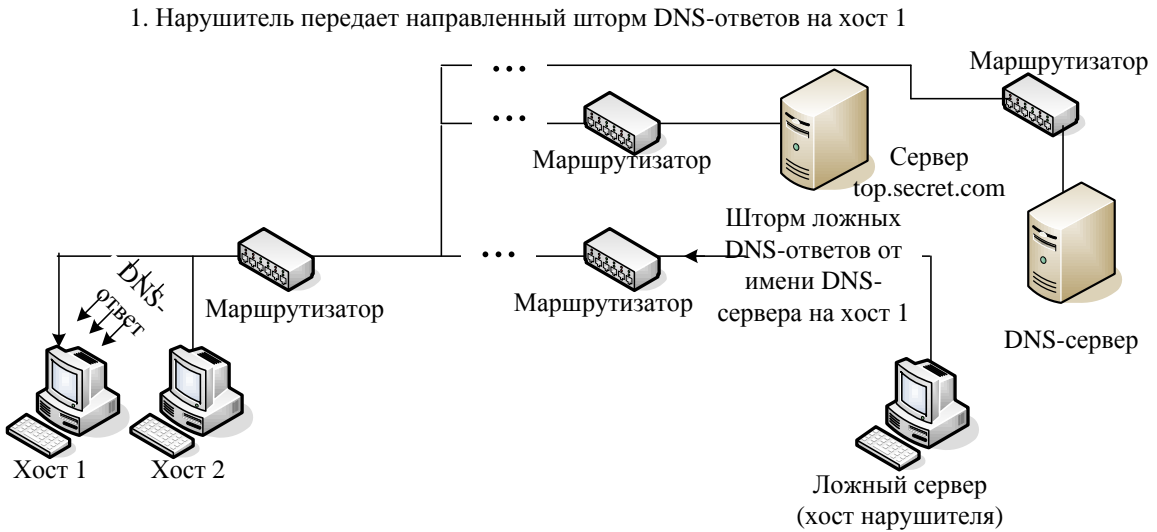 1. Нарушитель передает направленный шторм DNS-ответов на хост 1
Маршрутизатор
Маршрутизатор
Сервер
top.secret.com
Шторм ложных
DNS-ответов от
имени DNS-
сервера на хост 1
DNS-
ответ
Маршрутизатор
Маршрутизатор
DNS-сервер
Хост 1
Хост 2
Ложный сервер
(хост нарушителя)